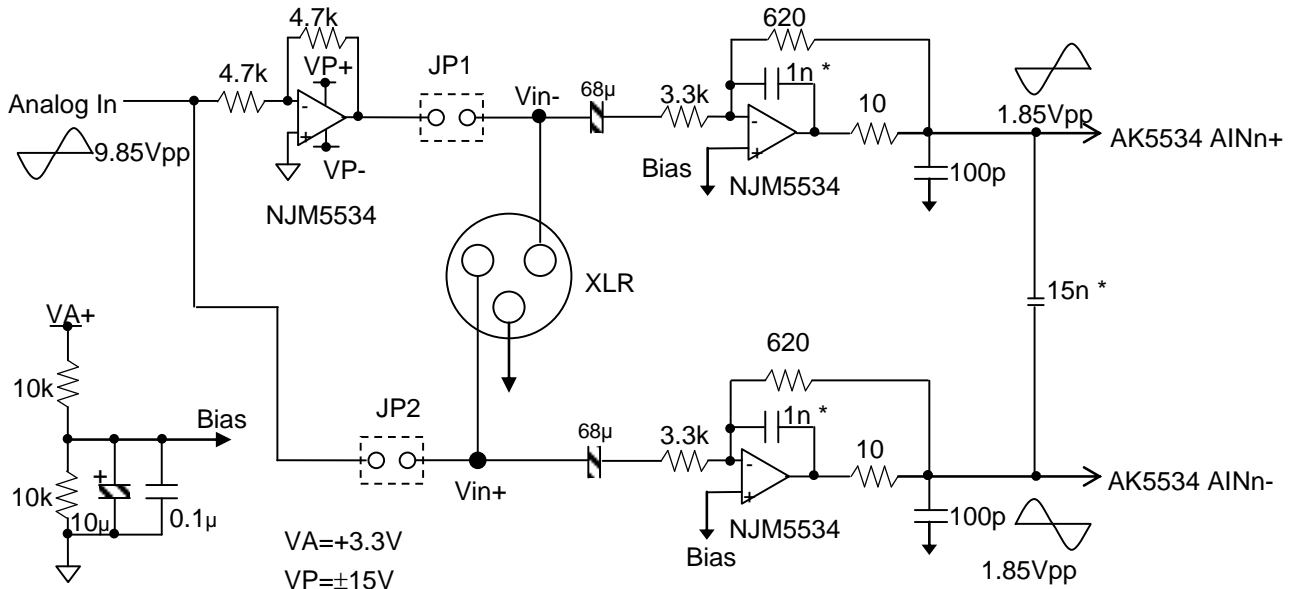 4.7k
620
VP+
JP1
1n *
4.7k
Vin-
68µ
3.3k
10
1.85Vpp
Analog In
AK5534 AINn+
9.85Vpp
-
+
-
+
VP-
Bias
NJM5534
100p
NJM5534
XLR
15n *
VA+
620
10k
JP2
Bias
68µ
3.3k
1n *
10
+
-
+
AK5534 AINn-
10k
10µ
0.1µ
Vin+
NJM5534
100p
VA=+3.3V
Bias
VP=±15V
1.85Vpp